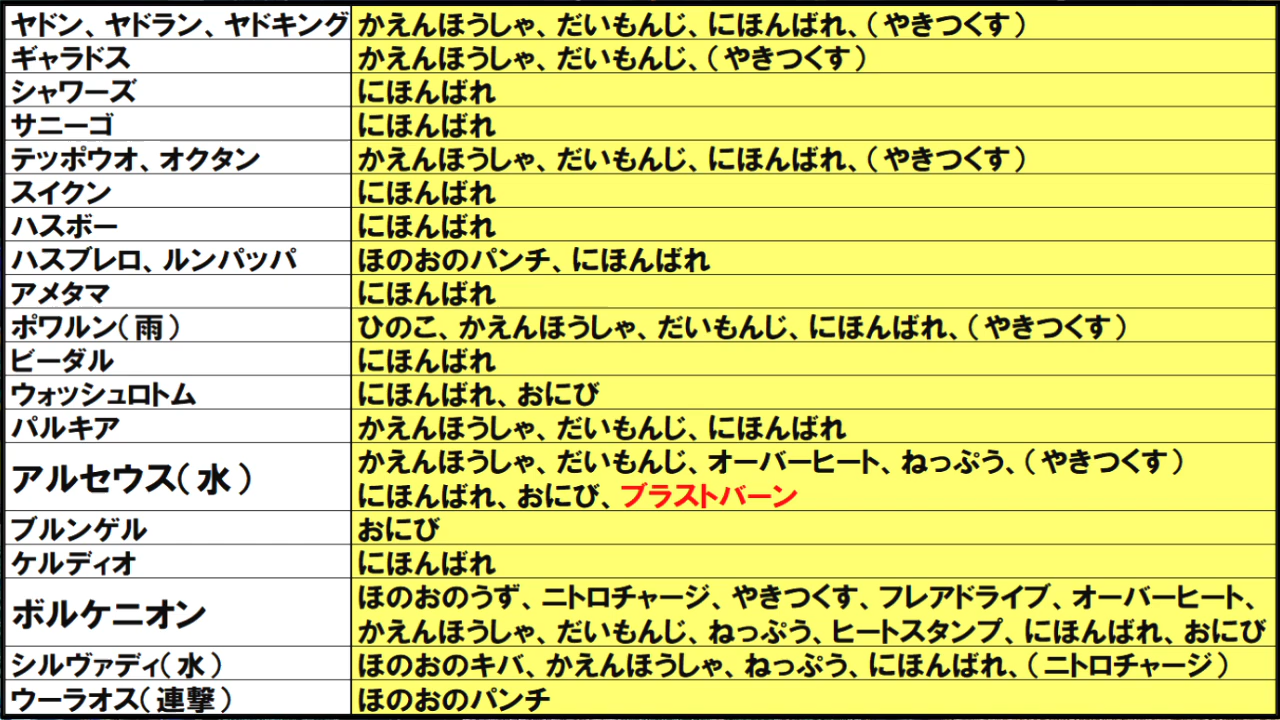 ヤドン、ヤドラン、ヤドキング かえんほうしゃ、だいもんじ、にほんばれ、（やきつくす）
ギャラドス かえんほうしゃ、だいもんじ、（やきつくす）
シャワーズ にほんばれ
サニーゴ にほんばれ
テッポウオ、オクタン かえんほうしゃ、だいもんじ、にほんばれ、（やきつくす）
スイクン にほんばれ
ハスボー にほんばれ
ハスブレロ、ルンパッパ ほのおのパンチ、にほんばれ
アメタマ にほんばれ
ポワルン（雨） ひのこ、かえんほうしゃ、だいもんじ、にほんばれ、（やきつくす）
ビーダル にほんばれ
ウォッシュロトム にほんばれ、おにび
パルキア かえんほうしゃ、だいもんじ、にほんばれ
アルセウス（水） かえんほうしゃ、だいもんじ、オーバーヒート、ねっぷう、（やきつくす）
にほんばれ、おにび、ブラストバーン
ブルンゲル おにび
ケルディオ にほんばれ
ボルケニオン ほのおのうず、ニトロチャージ、やきつくす、フレアドライブ、オーバーヒート、
かえんほうしゃ、だいもんじ、ねっぷう、ヒートスタンプ、にほんばれ、おにび
シルヴァディ（水） ほのおのキバ、かえんほうしゃ、ねっぷう、にほんばれ、（ニトロチャージ）
ウーラオス（連撃） ほのおのパンチ